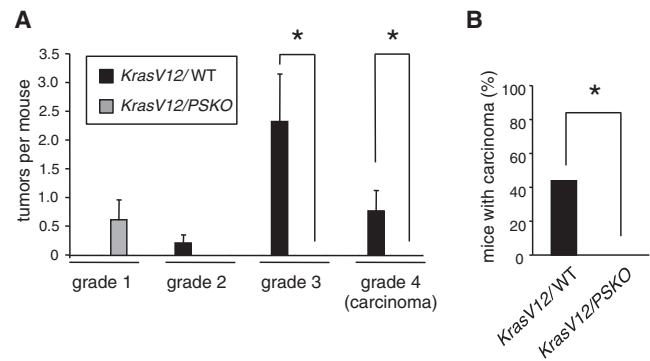 A
tumors per mouse
3.5
3.0
2.5
2.0
1.5
1.0
0.5
0
KrasV12/WT
KrasV12/PSKO
*
*
grade 1
grade 2
grade 3
grade 4
(carcinoma)
B
mice with carcinoma (%)
100
80
60
40
20
0
*
KrasV12/WT
KrasV12/PSKO